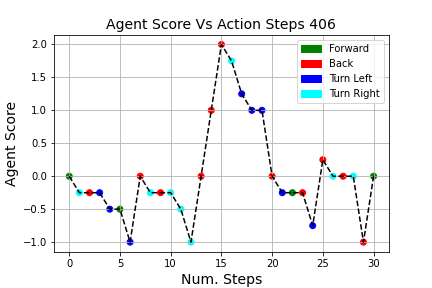 Agent Score Vs Action Steps 406
Forward
Back
Turn Left
Turn Right
Agent Score
2.0
1.5
1.0
0.5
0.0
−0.5
−1.0
0 5 10 15 20 25 30
Num. Steps